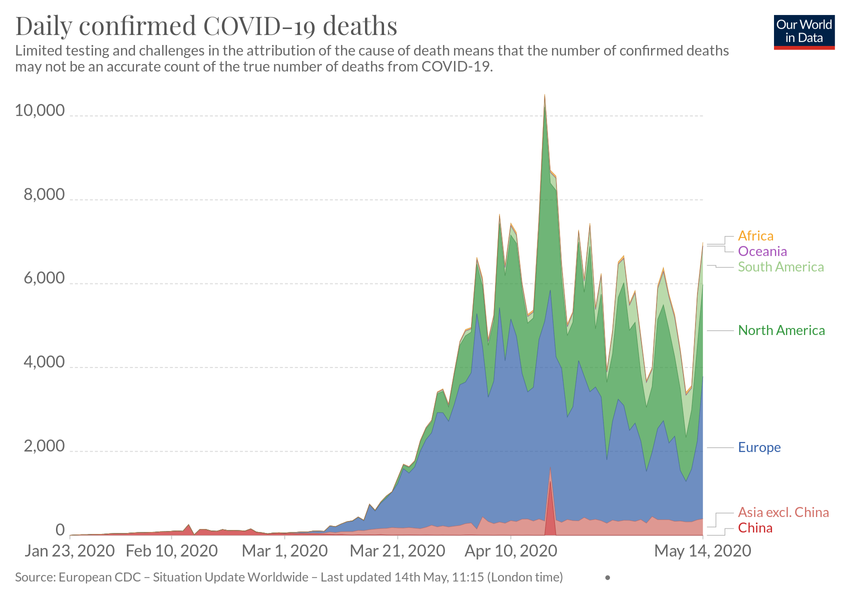 Daily confirmed COVID-19 deaths
Our World
in Data
Limited testing and challenges in the attribution of the cause of death means that the number of confirmed deaths
may not be an accurate count of the true number of deaths from COVID-19.
10,000
8,000
6,000
4,000
2,000
0
Africa
Oceania
South America
North America
Europe
Asia excl. China
China
Jan 23, 2020 Feb 10, 2020 Mar 1, 2020 Mar 21, 2020 Apr 10, 2020 May 14, 2020
Source: European CDC – Situation Update Worldwide – Last updated 14th May, 11:15 (London time) •